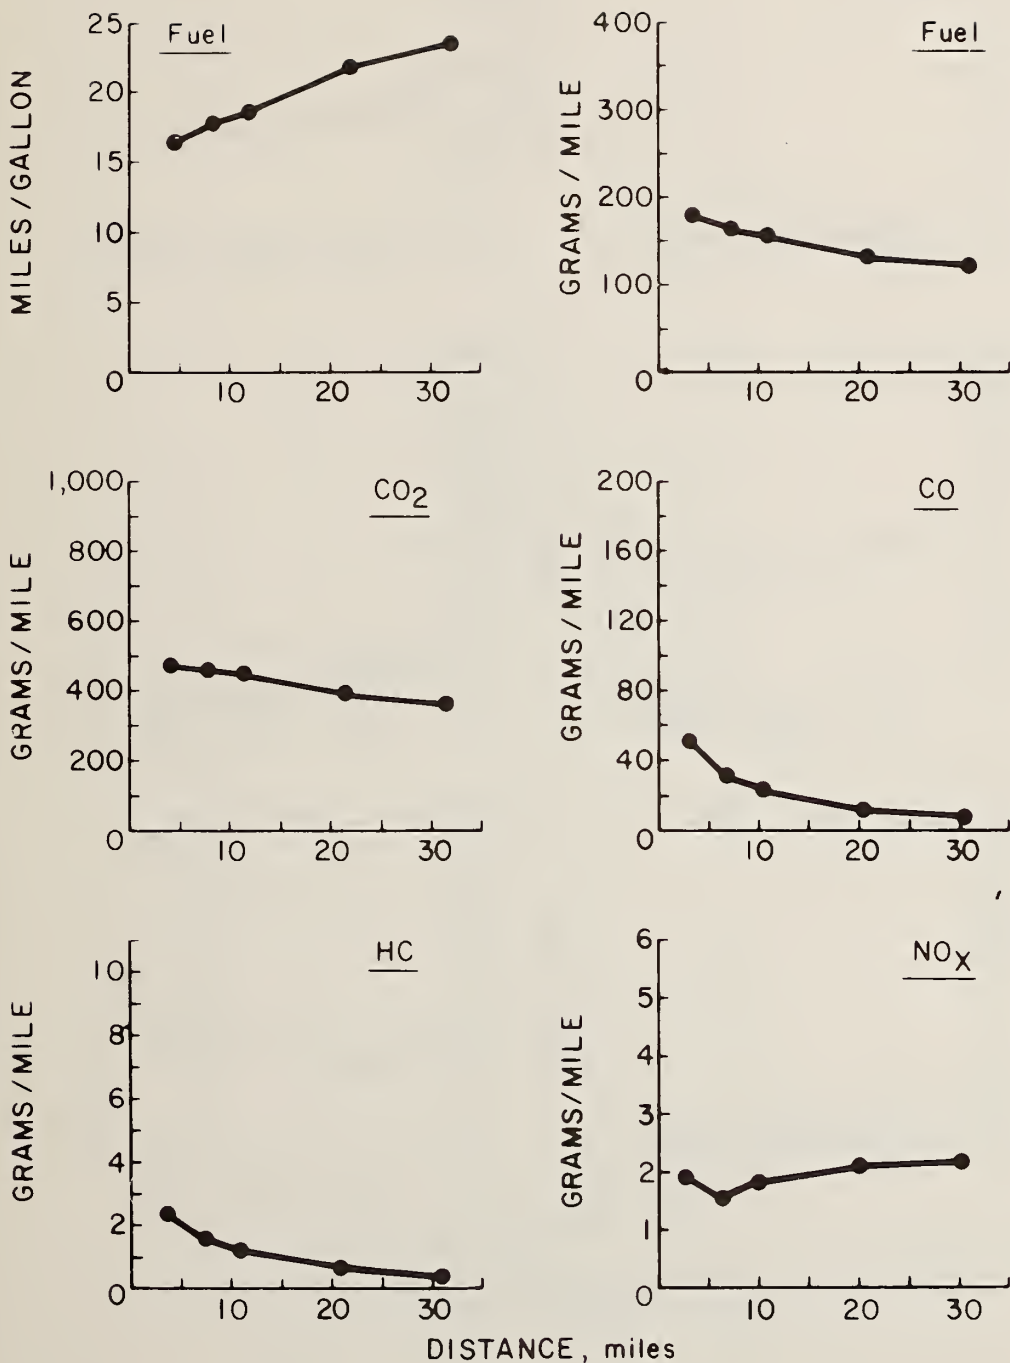 Fuel
MILES/GALLON
25
20
15
10
5
0
10 20 30
Fuel
GRAMS / MILE
400
300
200
100
0
10 20 30
CO2
GRAMS/MILE
1,000
800
600
400
200
0
10 20 30
CO
GRAMS/MILE
200
160
120
80
40
0
10 20 30
HC
GRAMS/MILE
10
8
6
4
2
0
10 20 30
NOX
GRAMS/MILE
6
5
4
3
2
1
0
10 20 30
DISTANCE, miles